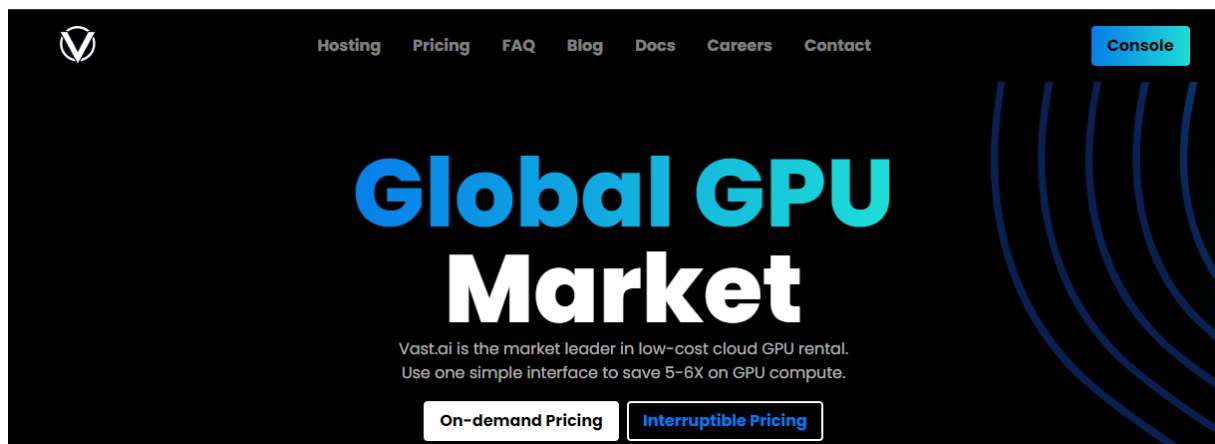 Hosting Pricing FAQ Blog Docs Careers Contact Console
Global GPU
Market
Vast.ai is the market leader in low-cost cloud GPU rental.
Use one simple interface to save 5-6X on GPU compute.
On-demand Pricing Interruptible Pricing